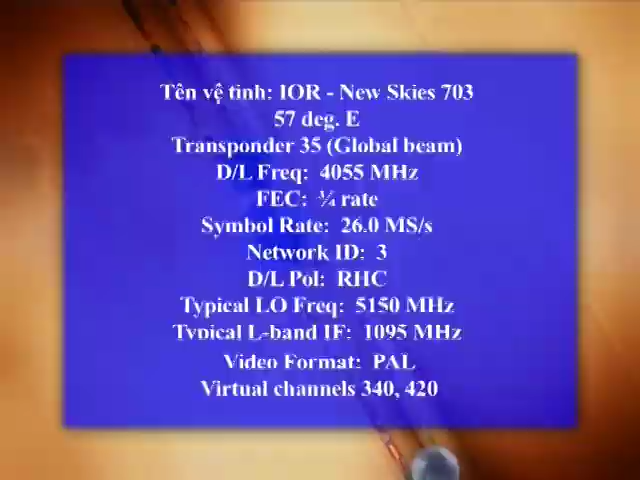 Tên vệ tinh: IOR - New Skies 703
57 deg. E
Transponder 35 (Global beam)
D/L Freq: 4055 MHz
FEC: ¾ rate
Symbol Rate: 26.0 MS/s
Network ID: 3
D/L Pol: RHC
Typical LO Freq: 5150 MHz
Typical L-band IF: 1095 MHz
Video Format: PAL
Virtual channels 340, 420